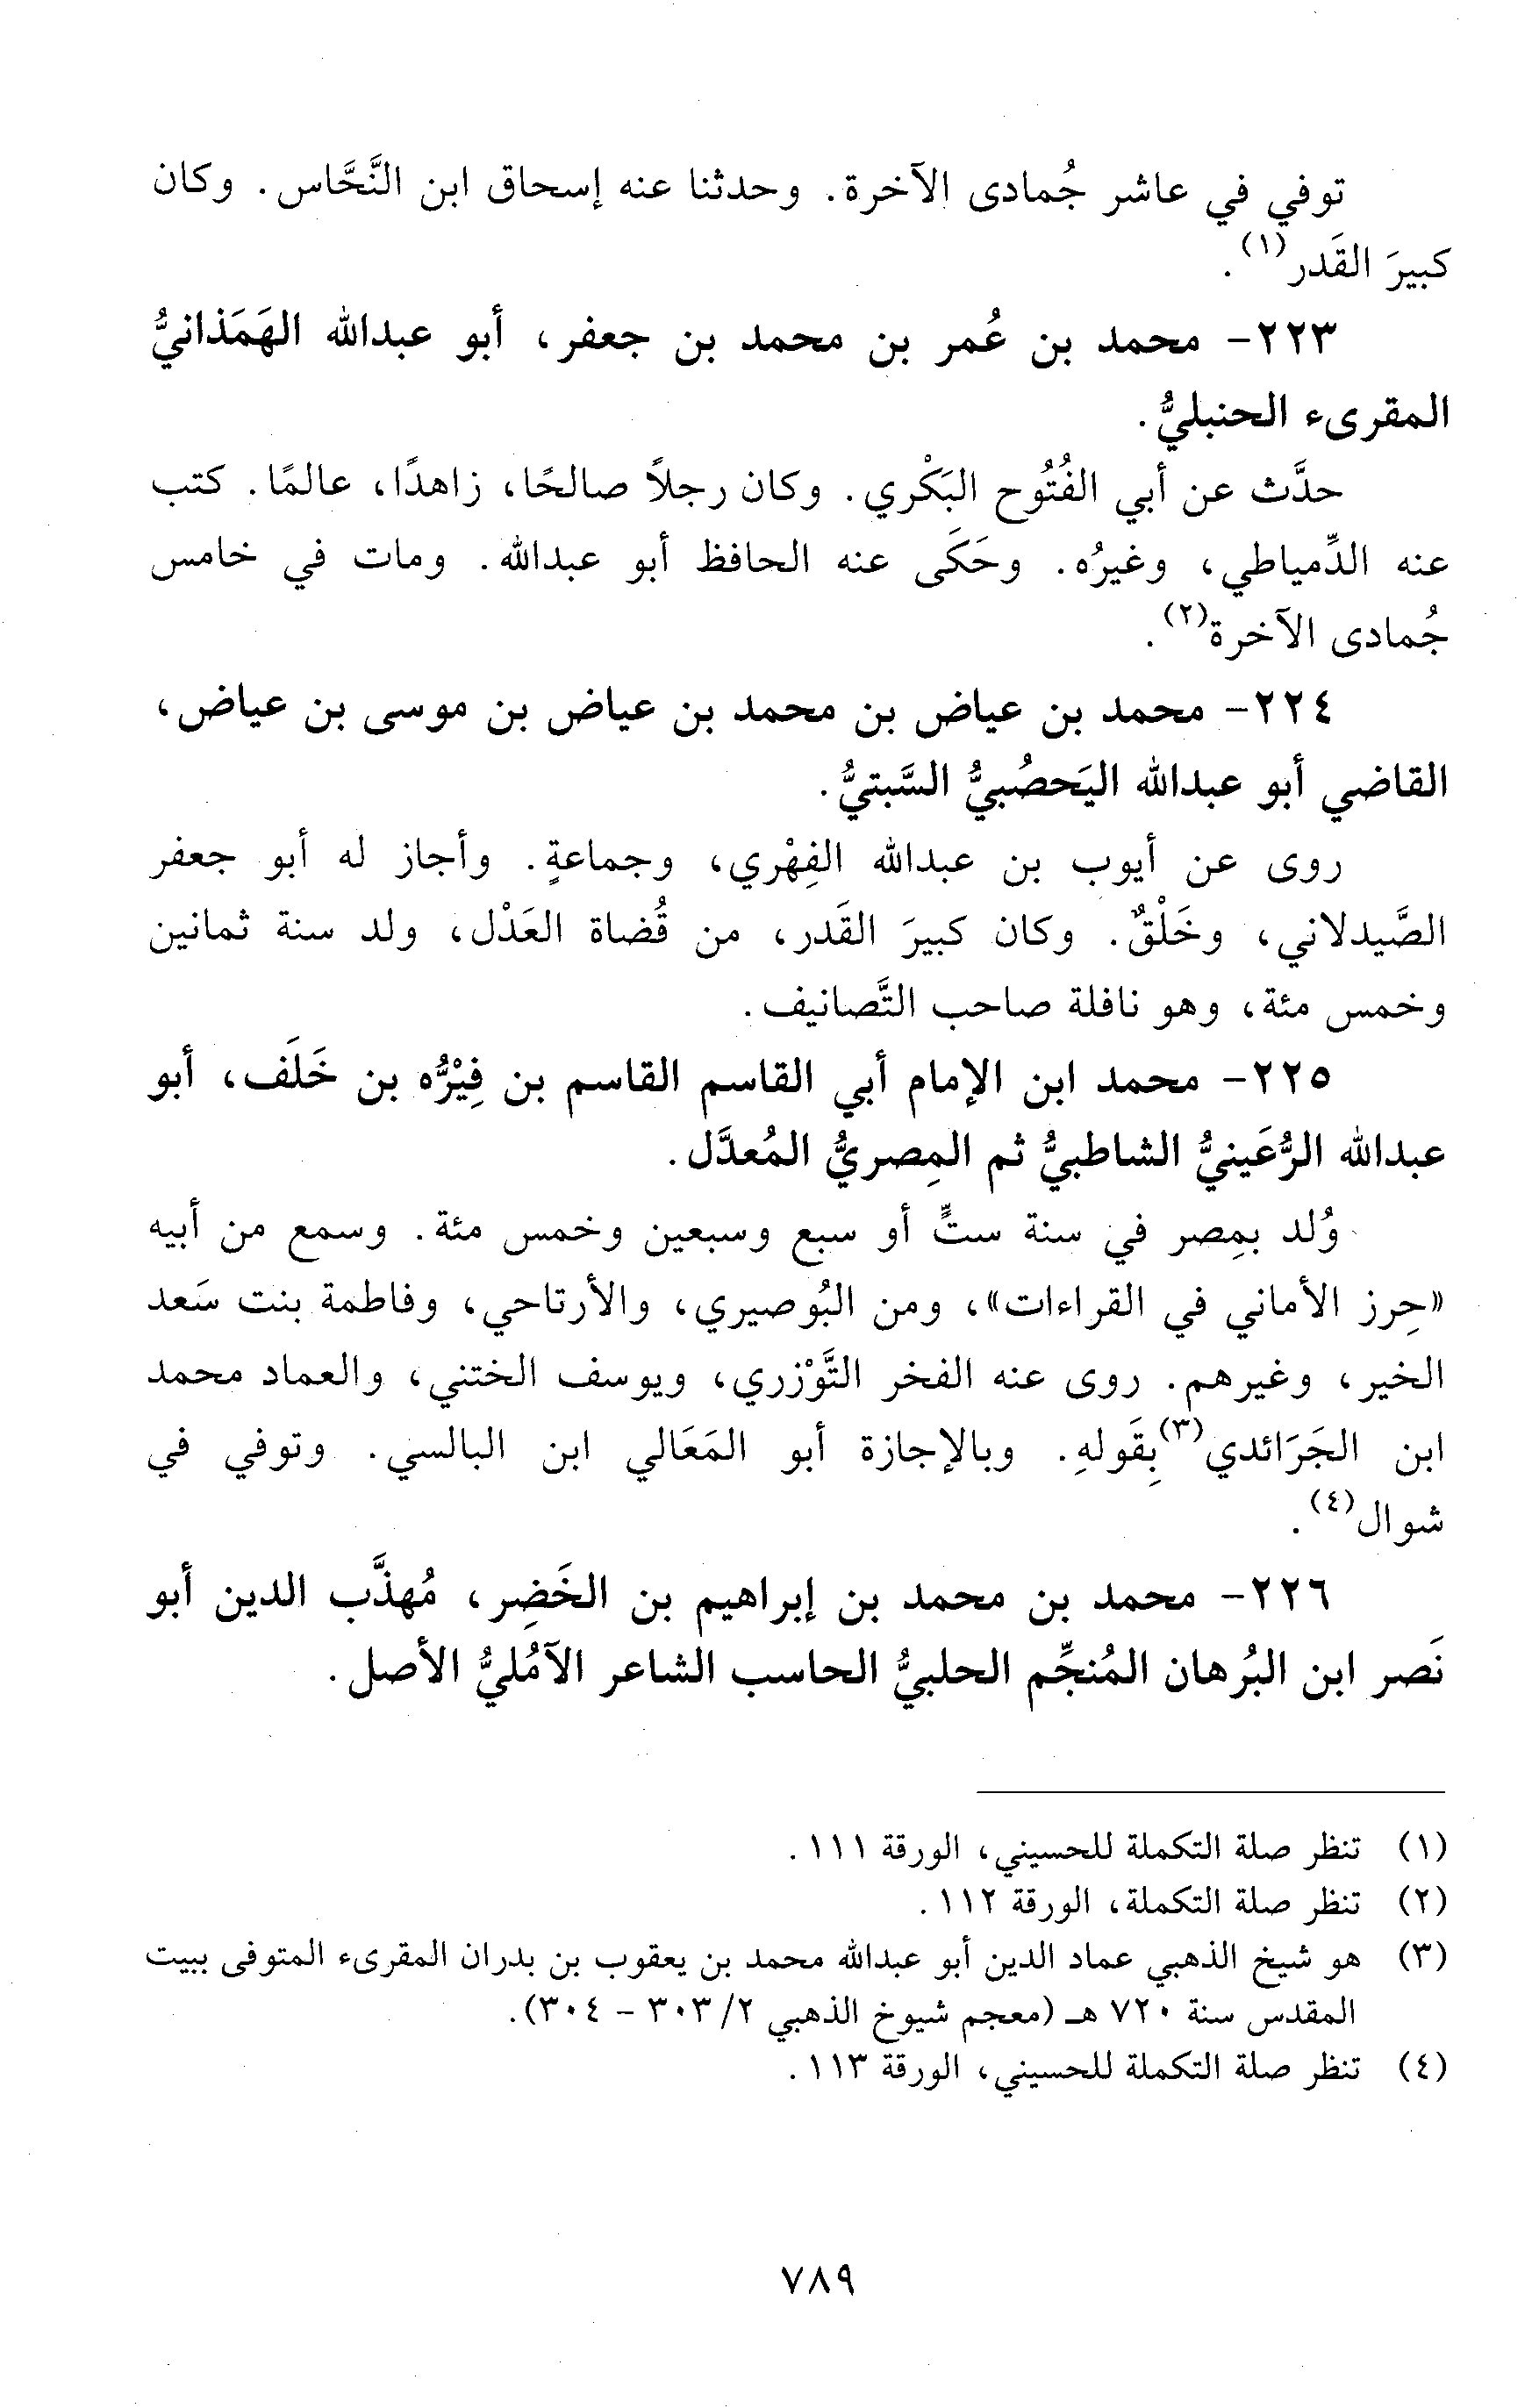 توفي في عاشر جُمادى الآخرة. وحدثنا عنه إسحاق ابن النَّحَّاس. وكان
كبيرَ القَدر(١).
٢٢٣- محمد بن عُمر بن محمد بن جعفر، أبو عبدالله الهَمَذانيُّ
المقرىء الحنبليُّ.
حدَّث عن أبي الفُتُوح البَكْري. وكان رجلاً صالحًا، زاهدًا، عالمًا. كتب
عنه الدِّمياطي، وغيرُه. وحَكَى عنه الحافظ أبو عبدالله. ومات في خامس
جُمادى الآخرة(٢).
٢٢٤- محمد بن عياض بن محمد بن عياض بن موسى بن عياض،
القاضي أبو عبدالله اليَحصُبيُّ السَّبتيُّ.
روى عن أيوب بن عبدالله الفِهْري، وجماعةٍ. وأجاز له أبو جعفر
الصَّيدلاني، وخَلْقٌ. وكان كبيرَ القَدر، من قُضاة العَدْل، ولد سنة ثمانين
وخمس مئة، وهو نافلة صاحب التَّصانيف.
٢٢٥- محمد ابن الإمام أبي القاسم القاسم بن فِيْرُّه بن خَلَف، أبو
عبدالله الرُّعَينيُّ الشاطبيُّ ثم المِصريُّ المُعدَّل.
وُلد بمِصر في سنة ستٍّ أو سبع وسبعين وخمس مئة. وسمع من أبيه
«حِرز الأماني في القراءات»، ومن البُوصيري، والأرتاحي، وفاطمة بنت سَعد
الخير، وغيرهم. روى عنه الفخر التَّوْزري، ويوسف الختني، والعماد محمد
ابن الجَرَائدي(٣) بِقَولهِ. وبالإجازة أبو المَعَالي ابن البالسي. وتوفي في
شوال(٤).
٢٢٦- محمد بن محمد بن إبراهيم بن الخَضِر، مُهذَّب الدين أبو
نَصر ابن البُرهان المُنجِّم الحلبيُّ الحاسب الشاعر الآمُليُّ الأصل.
(١) تنظر صلة التكملة للحسيني، الورقة ١١١.
(٢) تنظر صلة التكملة، الورقة ١١٢.
(٣) هو شيخ الذهبي عماد الدين أبو عبدالله محمد بن يعقوب بن بدران المقرىء المتوفى ببيت
المقدس سنة ٧٢٠ هـ (معجم شيوخ الذهبي ٢/ ٣٠٣ - ٣٠٤).
(٤) تنظر صلة التكملة للحسيني، الورقة ١١٣.
٧٨٩